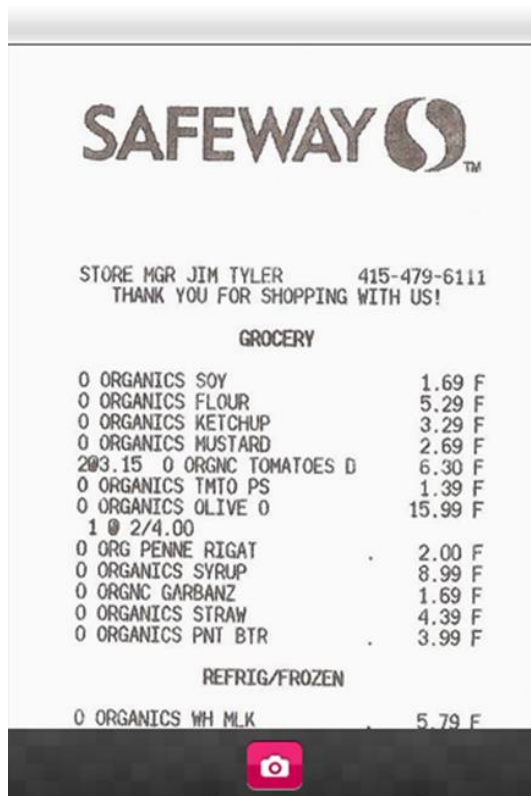 SAFEWAY TM
STORE MGR JIM TYLER 415-479-6111
THANK YOU FOR SHOPPING WITH US!
GROCERY
O ORGANICS SOY 1.69 F
O ORGANICS FLOUR 5.29 F
O ORGANICS KETCHUP 3.29 F
O ORGANICS MUSTARD 2.69 F
2@3.15 O ORGNC TOMATOES D 6.30 F
O ORGANICS TMTO PS 1.39 F
O ORGANICS OLIVE O 15.99 F
1 @ 2/4.00
O ORG PENNE RIGAT . 2.00 F
O ORGANICS SYRUP 8.99 F
O ORGNC GARBANZ 1.69 F
O ORGANICS STRAW 4.39 F
O ORGANICS PNT BTR . 3.99 F
REFRIG/FROZEN
O ORGANICS WH MLK . 5.79 F